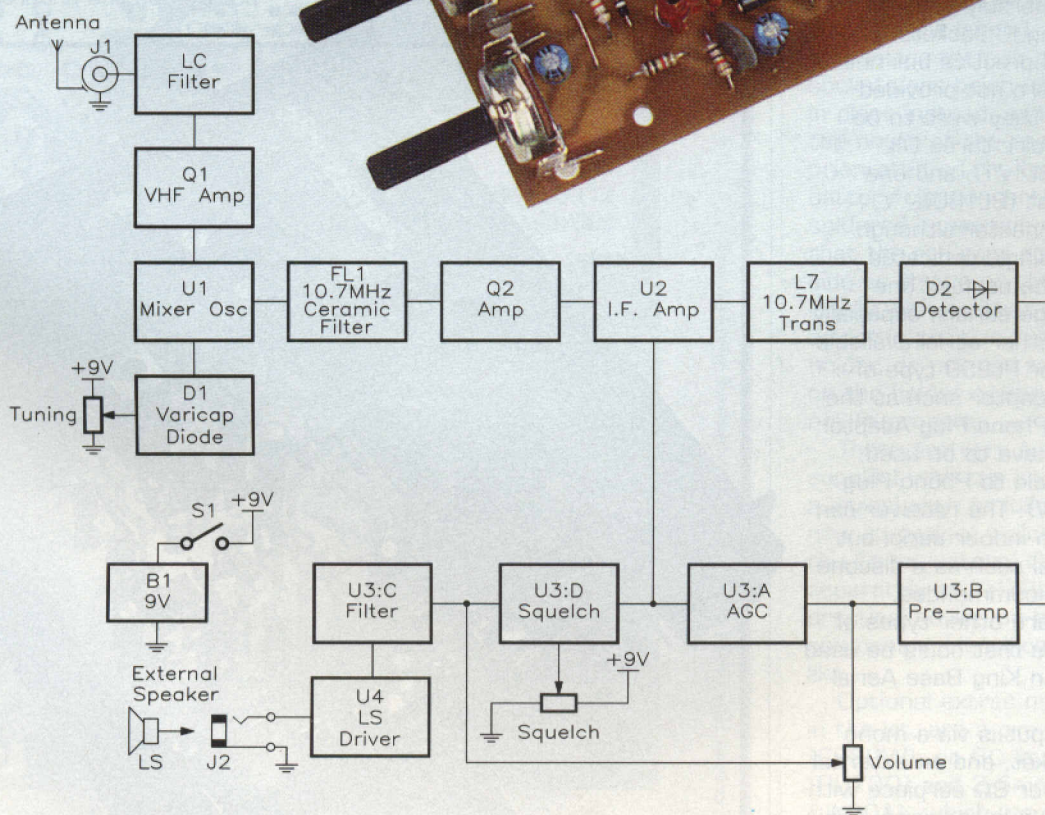 Antenna
J1
LC
Filter
Q1
VHF Amp
U1
Mixer Osc
FL1
10.7MHz
Ceramic
Filter
Q2
Amp
U2
I.F. Amp
L7
10.7MHz
Trans
D2
Detector
+9V
Tuning
D1
Varicap
Diode
S1
+9V
B1
9V
U3:C
Filter
U3:D
Squelch
U3:A
AGC
U3:B
Pre-amp
+9V
Squelch
External
Speaker
LS
J2
U4
LS
Driver
Volume